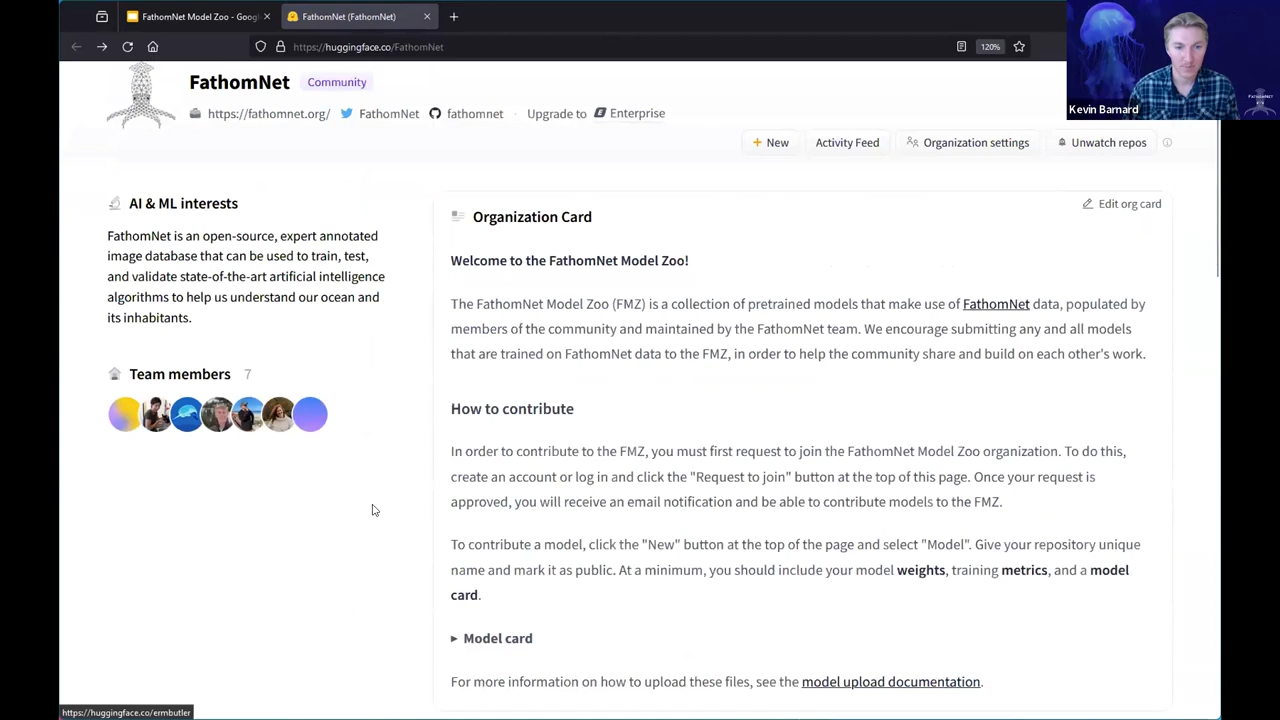 FathomNet Model Zoo - Goog
FathomNet (FathomNet)
https://huggingface.co/FathomNet
120%
Kevin Barnard
FATHOMNET
FathomNet Community
https://fathomnet.org/ FathomNet fathomnet Upgrade to Enterprise
New Activity Feed Organization settings Unwatch repos
AI & ML interests
FathomNet is an open-source, expert annotated
image database that can be used to train, test,
and validate state-of-the-art artificial intelligence
algorithms to help us understand our ocean and
its inhabitants.
Team members 7
Organization Card
Edit org card
Welcome to the FathomNet Model Zoo!
The FathomNet Model Zoo (FMZ) is a collection of pretrained models that make use of FathomNet data, populated by
members of the community and maintained by the FathomNet team. We encourage submitting any and all models
that are trained on FathomNet data to the FMZ, in order to help the community share and build on each other's work.
How to contribute
In order to contribute to the FMZ, you must first request to join the FathomNet Model Zoo organization. To do this,
create an account or log in and click the "Request to join" button at the top of this page. Once your request is
approved, you will receive an email notification and be able to contribute models to the FMZ.
To contribute a model, click the "New" button at the top of the page and select "Model". Give your repository unique
name and mark it as public. At a minimum, you should include your model weights, training metrics, and a model
card.
Model card
For more information on how to upload these files, see the model upload documentation.
https://huggingface.co/ermbutler